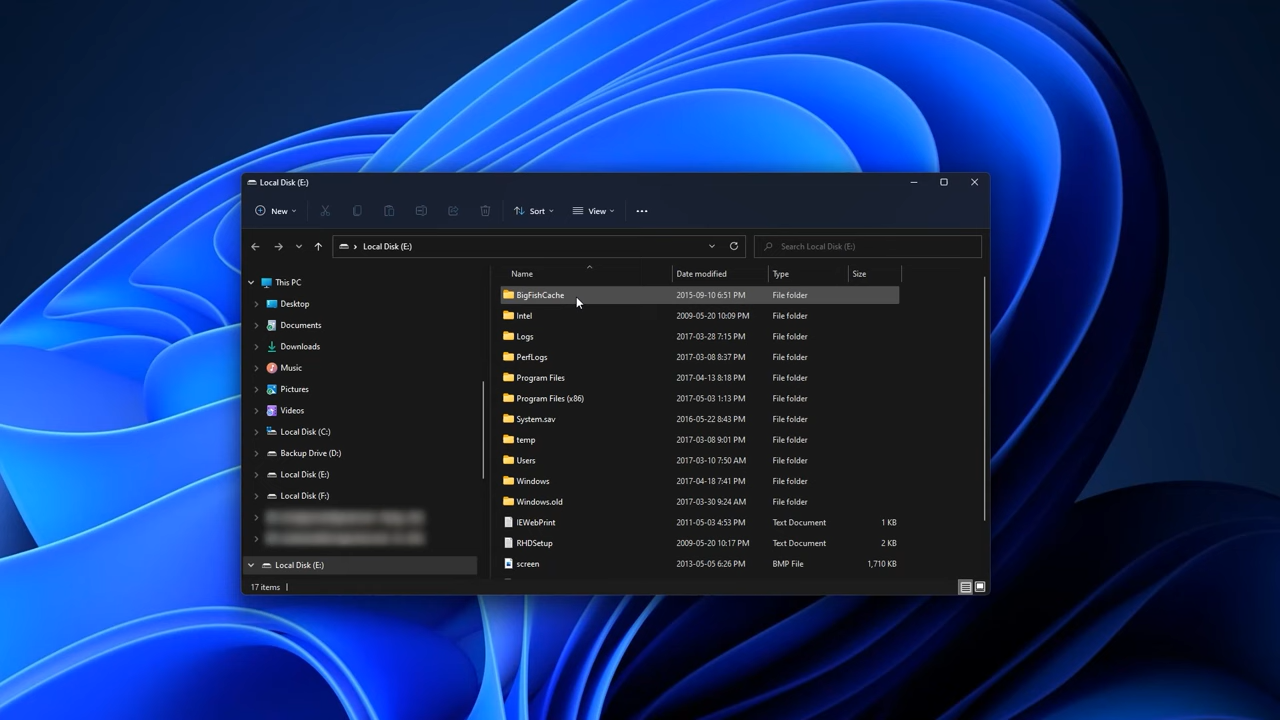 Local Disk (E:)
New Sort View
Local Disk (E:) Search Local Disk (E:)
This PC
Desktop
Documents
Downloads
Music
Pictures
Videos
Local Disk (C:)
Backup Drive (D:)
Local Disk (E:)
Local Disk (F:)
Local Disk (E:)
Name Date modified Type Size
BigFishCache 2015-09-10 6:51 PM File folder
Intel 2009-05-20 10:09 PM File folder
Logs 2017-03-28 7:15 PM File folder
PerfLogs 2017-03-08 8:37 PM File folder
Program Files 2017-04-13 8:18 PM File folder
Program Files (x86) 2017-05-03 1:13 PM File folder
System.sav 2016-05-22 8:43 PM File folder
temp 2017-03-08 9:01 PM File folder
Users 2017-03-10 7:50 AM File folder
Windows 2017-04-18 7:41 PM File folder
Windows.old 2017-03-30 9:24 AM File folder
IEWebPrint 2011-05-03 4:53 PM Text Document 1 KB
RHDSetup 2009-05-20 10:17 PM Text Document 2 KB
screen 2013-05-05 6:26 PM BMP File 1,710 KB
17 items